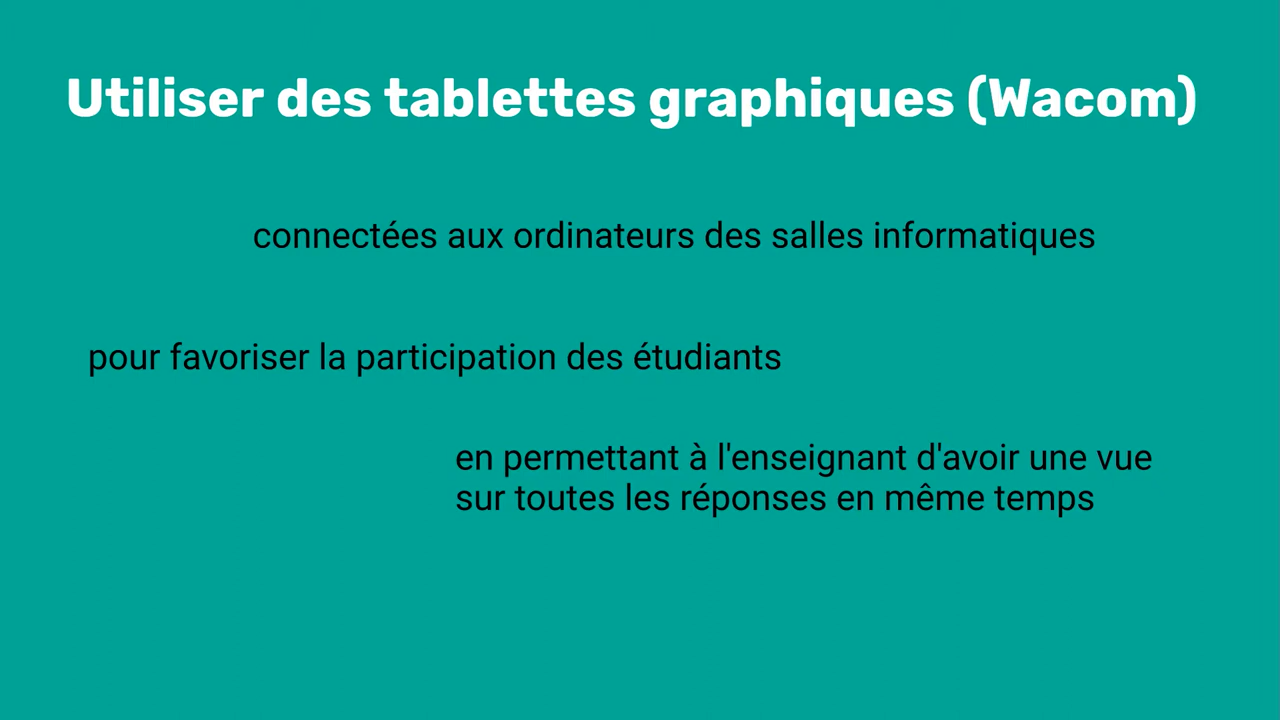 Utiliser des tablettes graphiques (Wacom)
connectées aux ordinateurs des salles informatiques
pour favoriser la participation des étudiants
en permettant à l'enseignant d'avoir une vue
sur toutes les réponses en même temps